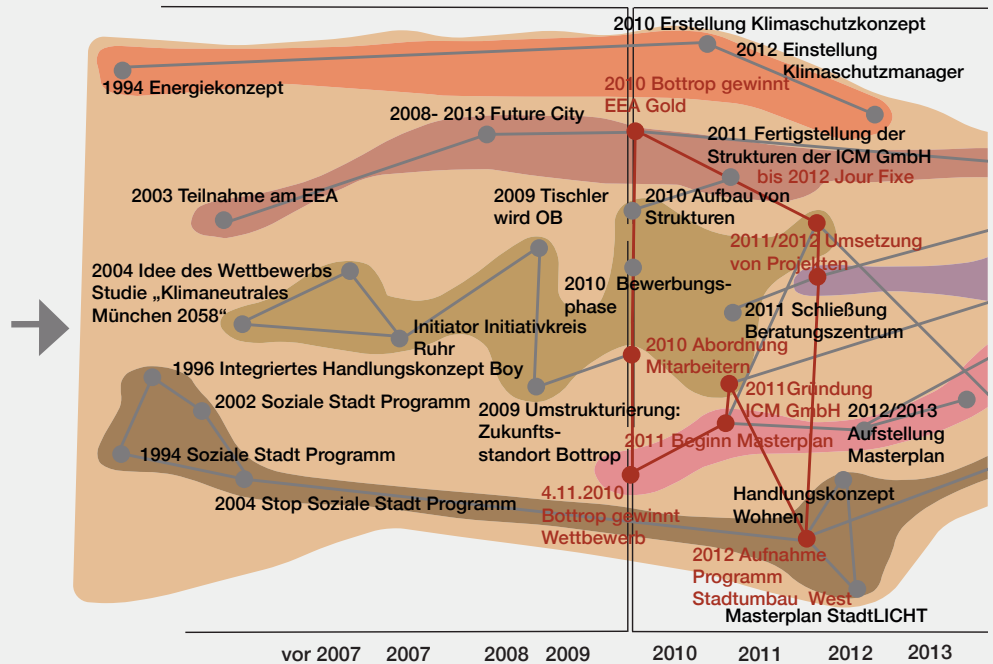 2010 Erstellung Klimaschutzkonzept
2012 Einstellung
Klimaschutzmanager
1994 Energiekonzept
2010 Bottrop gewinnt
EEA Gold
2008- 2013 Future City
2011 Fertigstellung der
Strukturen der ICM GmbH
bis 2012 Jour Fixe
2003 Teilnahme am EEA
2009 Tischler
wird OB
2010 Aufbau von
Strukturen
2011/2012 Umsetzung
von Projekten
2004 Idee des Wettbewerbs
Studie „Klimaneutrales
München 2058“
2010 Bewerbungs-
phase
2011 Schließung
Beratungszentrum
Initiator Initiativkreis
Ruhr
2010 Abordnung
Mitarbeitern
1996 Integriertes Handlungskonzept Boy
2011Gründung
ICM GmbH
2002 Soziale Stadt Programm
2009 Umstrukturierung:
Zukunfts-
standort Bottrop
2011 Beginn Masterplan
2012/2013
Aufstellung
Masterplan
1994 Soziale Stadt Programm
2004 Stop Soziale Stadt Programm
4.11.2010
Bottrop gewinnt
Wettbewerb
Handlungskonzept
Wohnen
2012 Aufnahme
Programm
Stadtumbau West
Masterplan StadtLICHT
vor 2007 2007 2008 2009 2010 2011 2012 2013